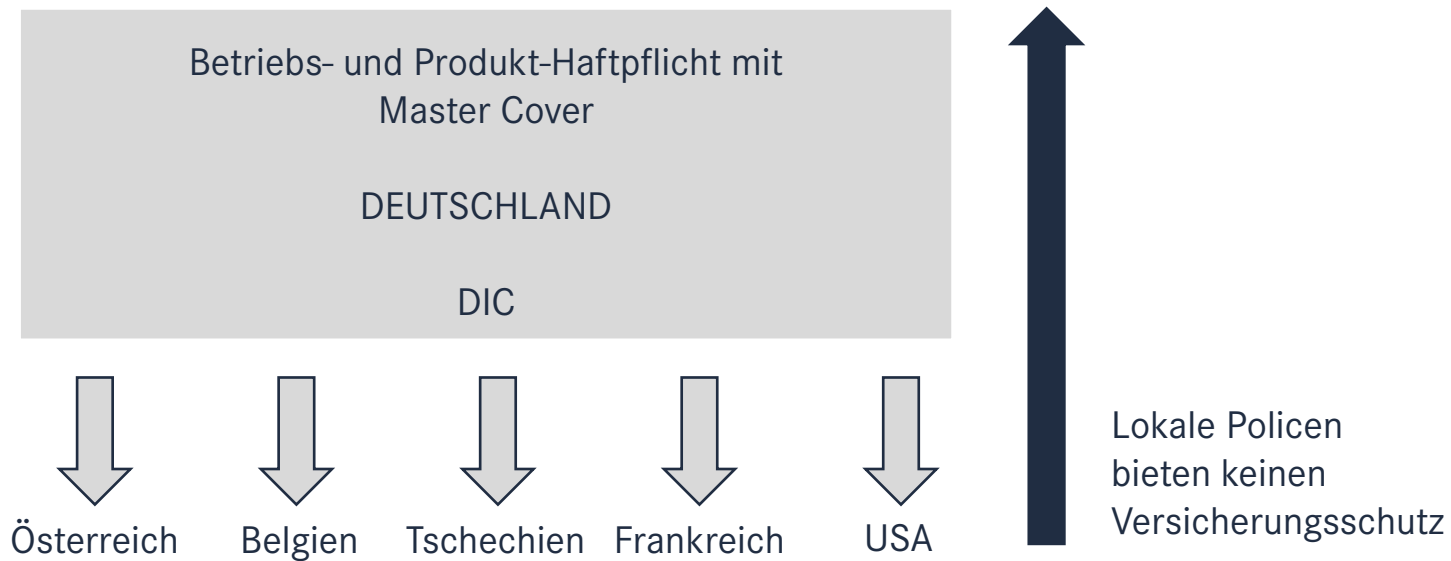 Betriebs- und Produkt-Haftpflicht mit
Master Cover
DEUTSCHLAND
DIC
Österreich
Belgien
Tschechien
Frankreich
USA
Lokale Policen
bieten keinen
Versicherungsschutz